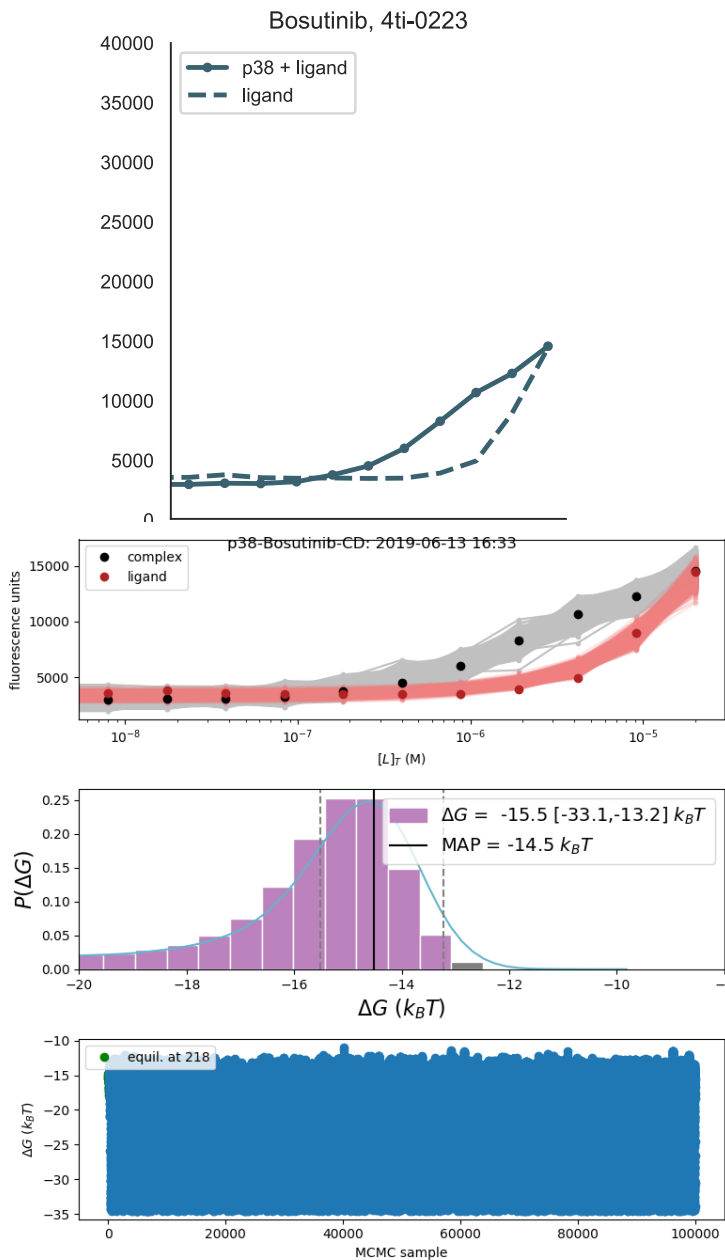 Bosutinib, 4ti-0223
40000
35000
30000
25000
20000
15000
10000
5000
0
p38 + ligand
ligand
p38-Bosutinib-CD: 2019-06-13 16:33
complex
ligand
fluorescence units
15000
10000
5000
10⁻⁸ 10⁻⁷ 10⁻⁶ 10⁻⁵
[L]_T (M)
P(ΔG)
0.25
0.20
0.15
0.10
0.05
0.00
ΔG = -15.5 [-33.1,-13.2] k_BT
MAP = -14.5 k_BT
−20 −18 −16 −14 −12 −10
ΔG (k_BT)
equil. at 218
ΔG (k_BT)
−10
−15
−20
−25
−30
−35
0 20000 40000 60000 80000 100000
MCMC sample